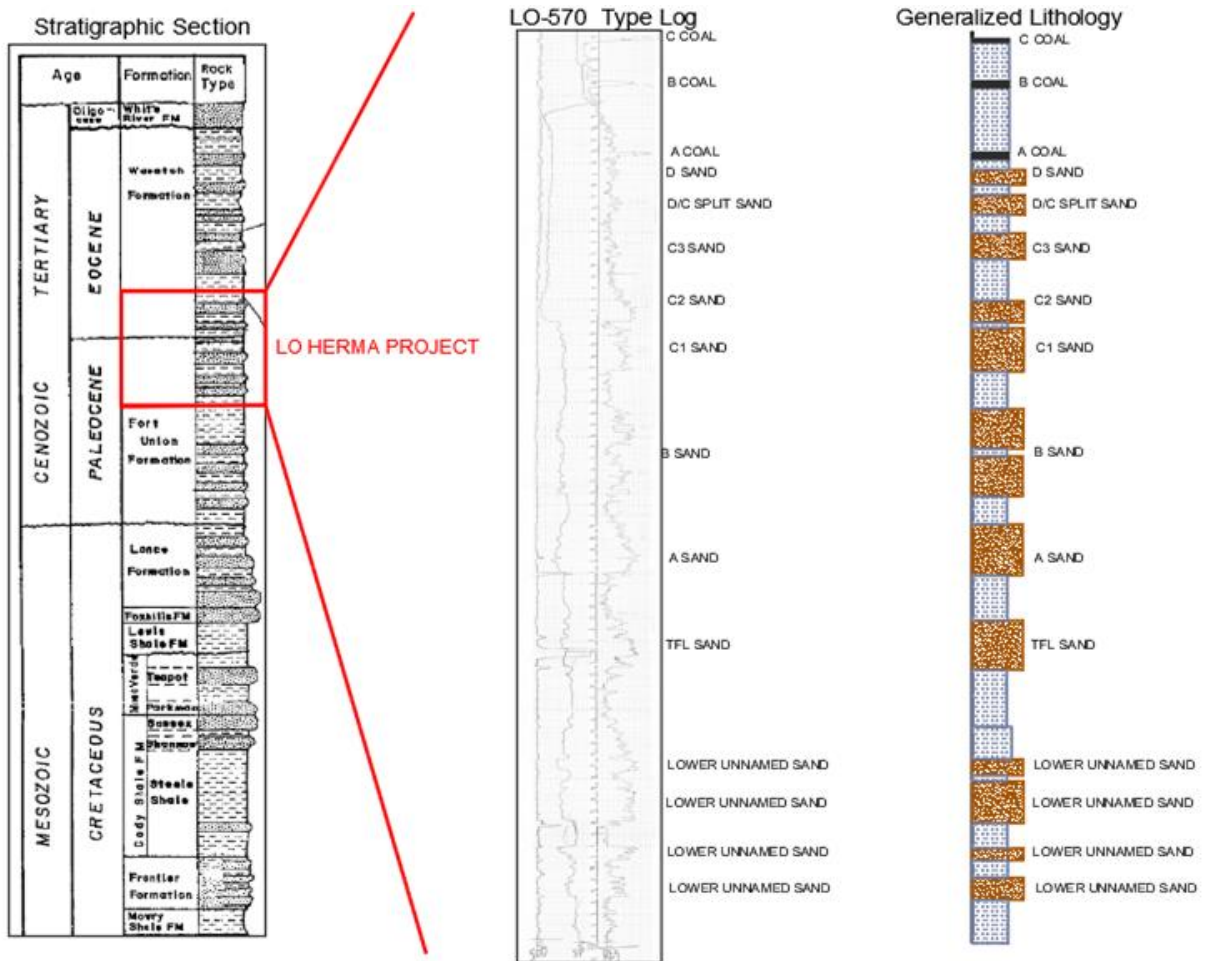 Stratigraphic Section
Age
Formation
Rock
Type
TERTIARY
CENOZOIC
Oligo-
cene
White
River FM
EOCENE
Wasatch
Formation
PALEOCENE
Fort
Union
Formation
MESOZOIC
CRETACEOUS
Lance
Formation
Foxhills FM
Lewis
Shale FM
MesaVerde
Teapot
Parkman
Cody Shale FM
Sussex
Shannon
Steele
Shale
Frontier
Formation
Mowry
Shale FM
LO HERMA PROJECT
LO-570 Type Log
C COAL
B COAL
A COAL
D SAND
D/C SPLIT SAND
C3 SAND
C2 SAND
C1 SAND
B SAND
A SAND
TFL SAND
LOWER UNNAMED SAND
LOWER UNNAMED SAND
LOWER UNNAMED SAND
LOWER UNNAMED SAND
Generalized Lithology
C COAL
B COAL
A COAL
D SAND
D/C SPLIT SAND
C3 SAND
C2 SAND
C1 SAND
B SAND
A SAND
TFL SAND
LOWER UNNAMED SAND
LOWER UNNAMED SAND
LOWER UNNAMED SAND
LOWER UNNAMED SAND